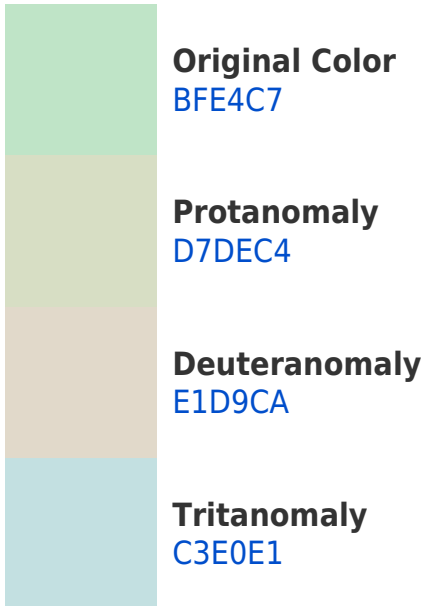 Original Color
BFE4C7
Protanomaly
D7DEC4
Deuteranomaly
E1D9CA
Tritanomaly
C3E0E1